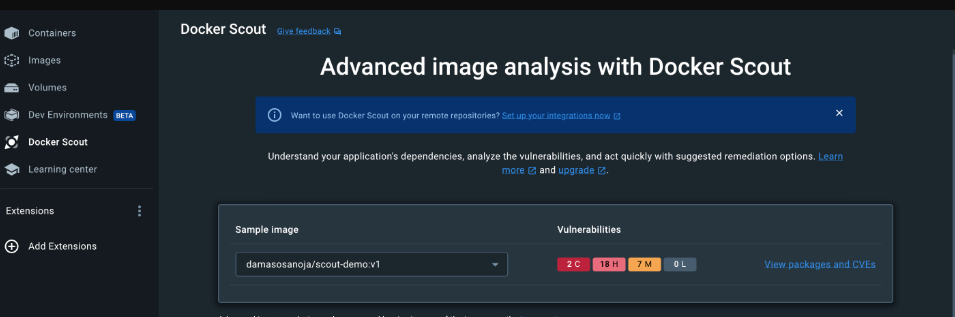 Containers
Images
Volumes
Dev Environments BETA
Docker Scout
Learning center
Extensions
Add Extensions
Docker Scout Give feedback
Advanced image analysis with Docker Scout
Want to use Docker Scout on your remote repositories? Set up your integrations now
Understand your application's dependencies, analyze the vulnerabilities, and act quickly with suggested remediation options. Learn
more and upgrade.
Sample image Vulnerabilities
damasosanoja/scout-demo:v1 2 C 18 H 7 M 0 L View packages and CVEs